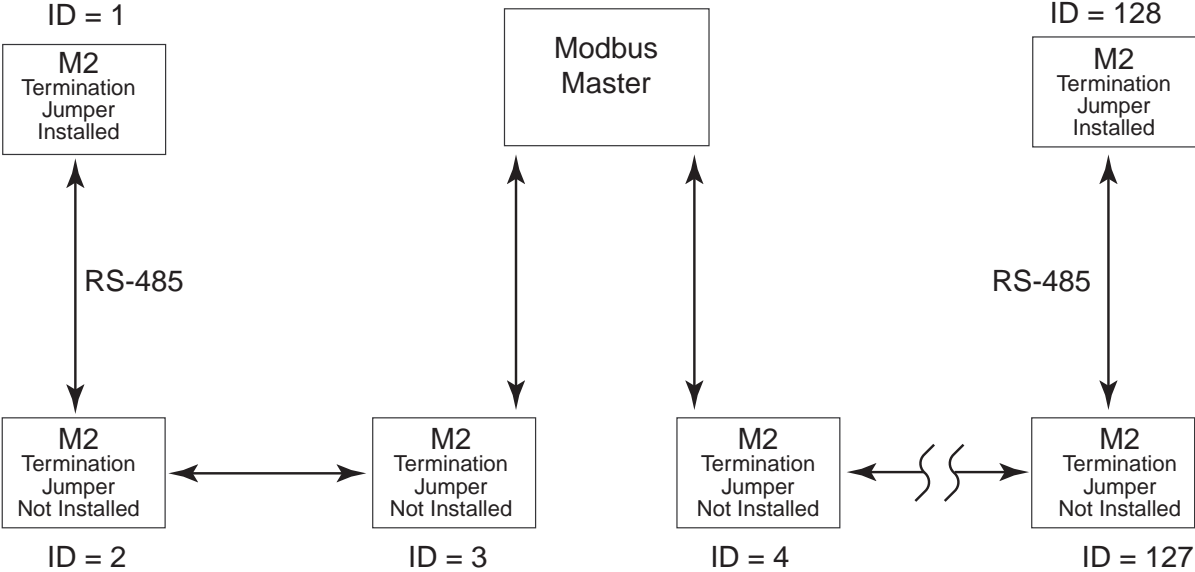 ID = 1
M2
Termination
Jumper
Installed
Modbus
Master
ID = 128
M2
Termination
Jumper
Installed
RS-485
RS-485
M2
Termination
Jumper
Not Installed
ID = 2
M2
Termination
Jumper
Not Installed
ID = 3
M2
Termination
Jumper
Not Installed
ID = 4
M2
Termination
Jumper
Not Installed
ID = 127